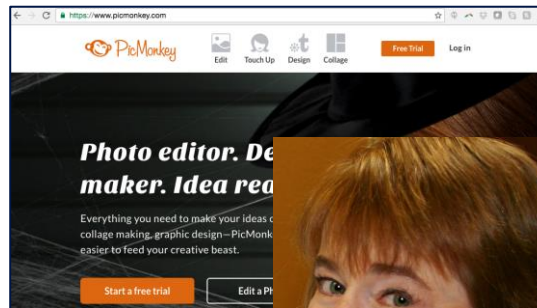 https://www.picmonkey.com
PicMonkey
Edit
Touch Up
Design
Collage
Free Trial
Log in
Photo editor. De
maker. Idea rea
Everything you need to make your ideas
collage making, graphic design—PicMonk
easier to feed your creative beast.
Start a free trial
Edit a Ph